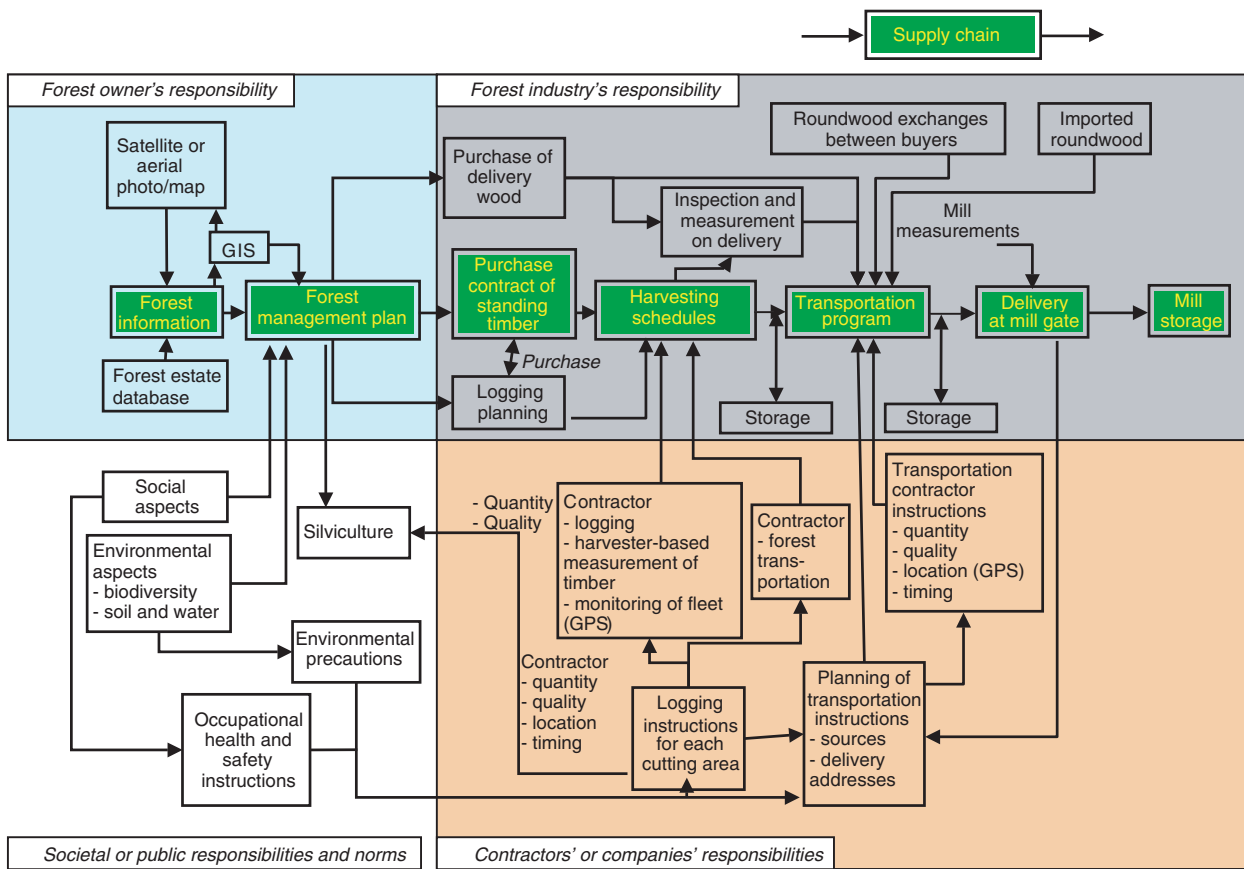 Supply chain
Forest owner's responsibility
Forest industry's responsibility
Satellite or
aerial
photo/map
GIS
Forest
information
Forest
management plan
Forest estate
database
Purchase of
delivery
wood
Roundwood exchanges
between buyers
Imported
roundwood
Inspection and
measurement
on delivery
Mill
measurements
Purchase
contract of
standing
timber
Harvesting
schedules
Transportation
program
Delivery
at mill gate
Mill
storage
Purchase
Logging
planning
Storage
Storage
Social
aspects
Environmental
aspects
- biodiversity
- soil and water
Silviculture
- Quantity
- Quality
Environmental
precautions
Occupational
health and
safety
instructions
Contractor
- logging
- harvester-based
measurement of
timber
- monitoring of fleet
(GPS)
Contractor
- forest
trans-
portation
Transportation
contractor
instructions
- quantity
- quality
- location (GPS)
- timing
Contractor
- quantity
- quality
- location
- timing
Logging
instructions
for each
cutting area
Planning of
transportation
instructions
- sources
- delivery
addresses
Societal or public responsibilities and norms
Contractors' or companies' responsibilities